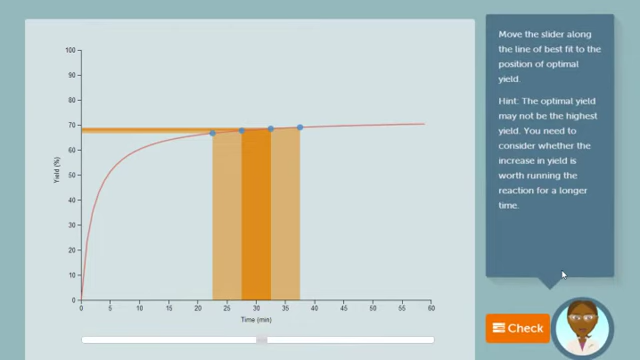 100
90
80
70
60
50
40
30
20
10
0
Yield (%)
0 5 10 15 20 25 30 35 40 45 50 55 60
Time (min)
Move the slider along
the line of best fit to the
position of optimal
yield.
Hint: The optimal yield
may not be the highest
yield. You need to
consider whether the
increase in yield is
worth running the
reaction for a longer
time.
Check